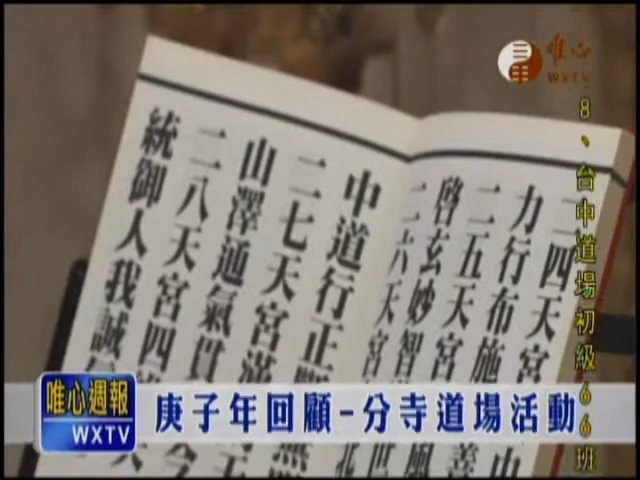 唯心
WXTV
8、台中道場初級66班
二四天宮
力行布施
二五天宮
啓玄妙智
二六天宮
中道行正
二七天宮滿
山澤通氣貫
二八天宮四
統御人我誠
唯心週報
WXTV
庚子年回顧-分寺道場活動